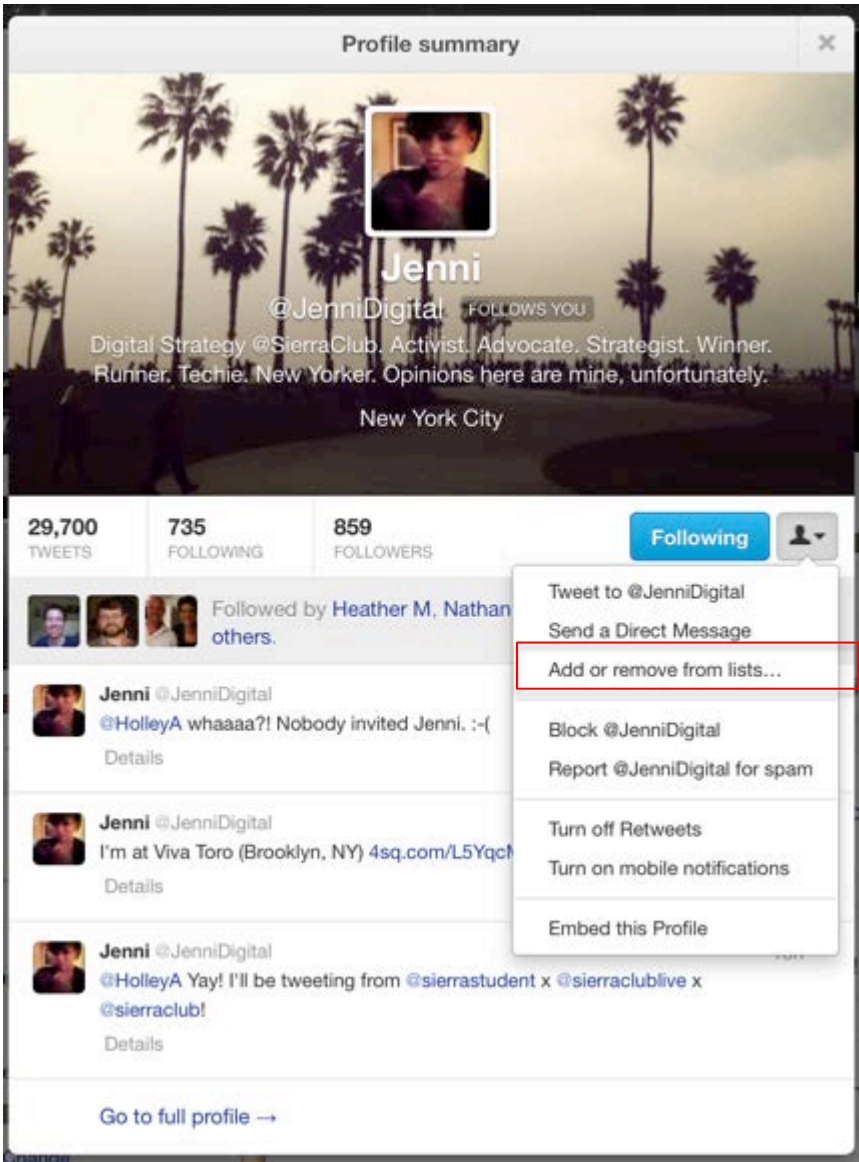 Profile summary
Jenni
@JenniDigital FOLLOWS YOU
Digital Strategy @SierraClub. Activist. Advocate. Strategist. Winner.
Runner. Techie. New Yorker. Opinions here are mine, unfortunately.
New York City
29,700 TWEETS
735 FOLLOWING
859 FOLLOWERS
Following
Tweet to @JenniDigital
Send a Direct Message
Add or remove from lists…
Block @JenniDigital
Report @JenniDigital for spam
Turn off Retweets
Turn on mobile notifications
Embed this Profile
Followed by Heather M, Nathan
others.
Jenni @JenniDigital
@HolleyA whaaaa?! Nobody invited Jenni. :-(
Details
Jenni @JenniDigital
I'm at Viva Toro (Brooklyn, NY)
Details
Jenni @JenniDigital
@HolleyA Yay! I'll be tweeting from @sierrastudent x @sierraclublive x
@sierraclub!
Details
Go to full profile →